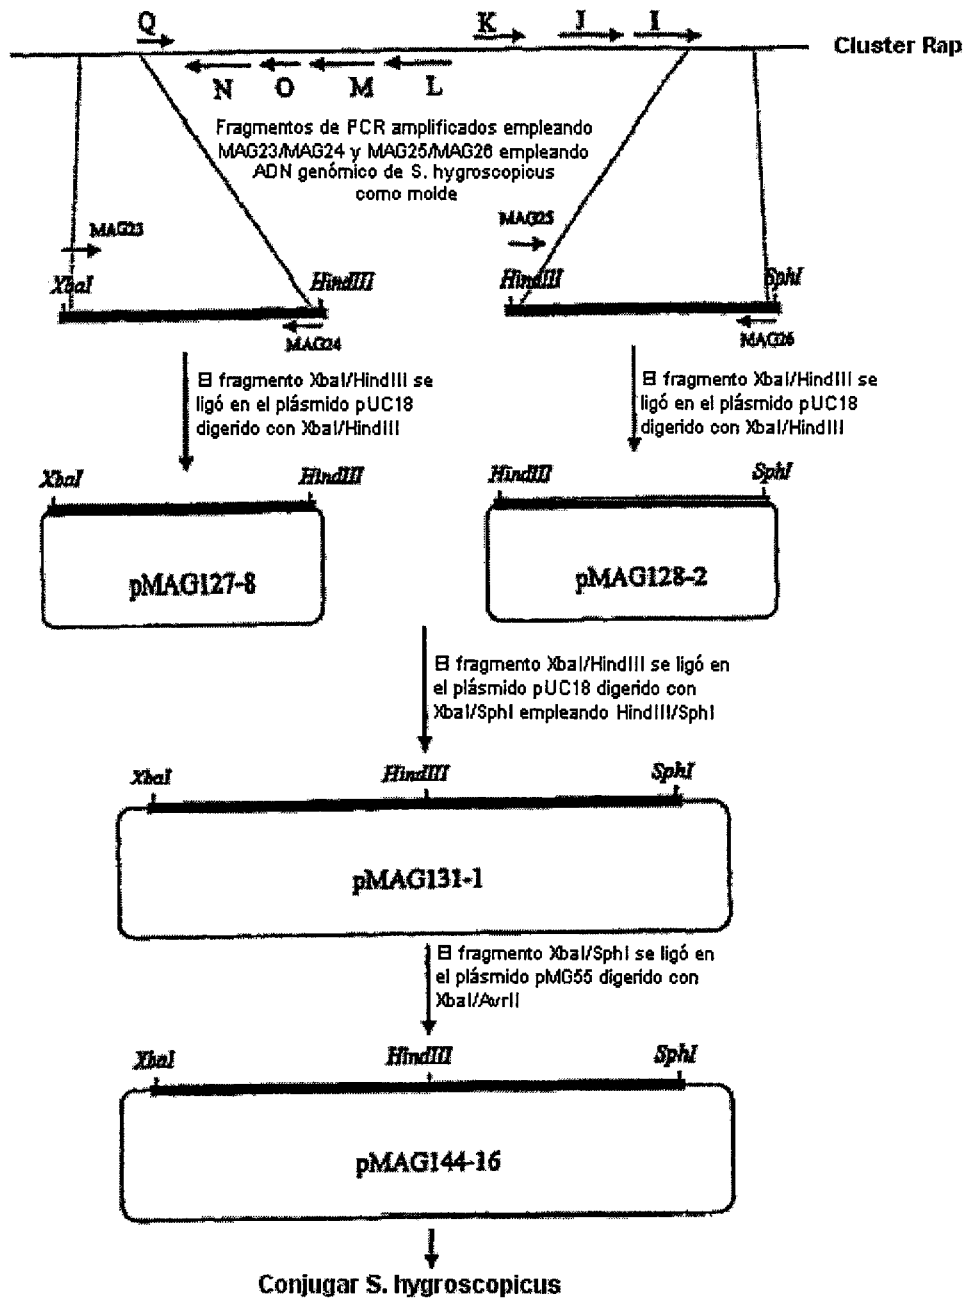 Q
K
J
I
Cluster Rap
N
O
M
L
Fragmentos de PCR amplificados empleando
MAG23/MAG24 y MAG25/MAG26 empleando
ADN genómico de S. hygroscopicus
como molde
MAG23
MAG25
XbaI
HindIII
HindIII
SphI
MAG24
MAG26
El fragmento XbaI/HindIII se
ligó en el plásmido pUC18
digerido con XbaI/HindIII
El fragmento XbaI/HindIII se
ligó en el plásmido pUC18
digerido con XbaI/HindIII
XbaI
HindIII
HindIII
SphI
pMAG127-8
pMAG128-2
El fragmento XbaI/HindIII se ligó en
el plásmido pUC18 digerido con
XbaI/SphI empleando HindIII/SphI
XbaI
HindIII
SphI
pMAG131-1
El fragmento XbaI/SphI se ligó en
el plásmido pMG55 digerido con
XbaI/AvrII
XbaI
HindIII
SphI
pMAG144-16
Conjugar S. hygroscopicus